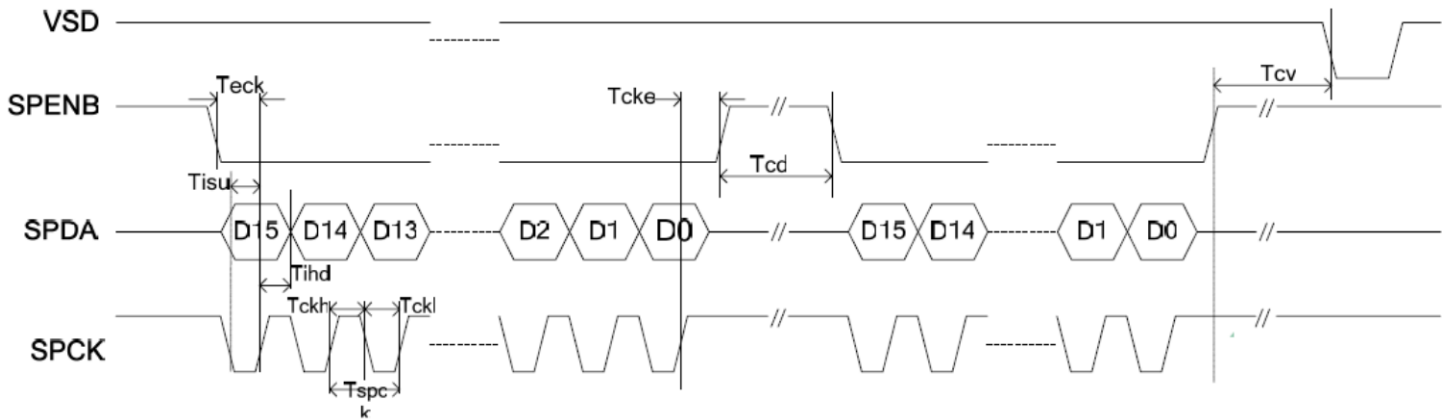 VSD
Teck
Tcke
Tcv
SPENB
Tisu
Tcd
SPDA
D15
D14
D13
D2
D1
D0
D15
D14
D1
D0
Tihd
Tckh
Tckl
SPCK
Tspc
k